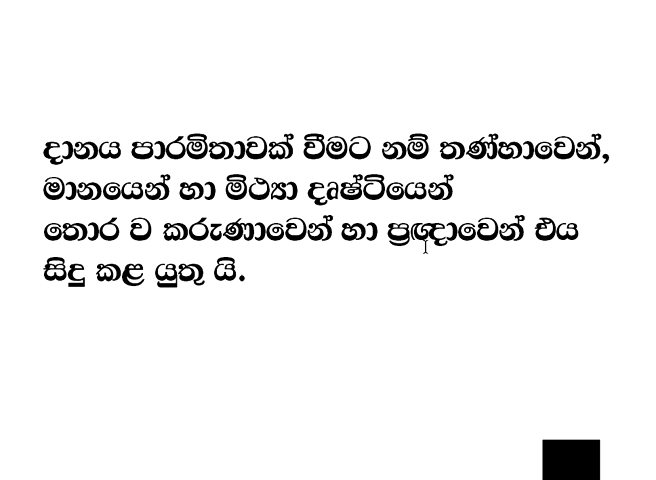 දානය පාරමිතාවක් වීමට නම් තණ්හාවෙන්,
මානයෙන් හා මිථ්‍යා දෘෂ්ටියෙන්
තොර ව කරුණාවෙන් හා ප්‍රඥාවෙන් එය
සිදු කළ යුතු යි.